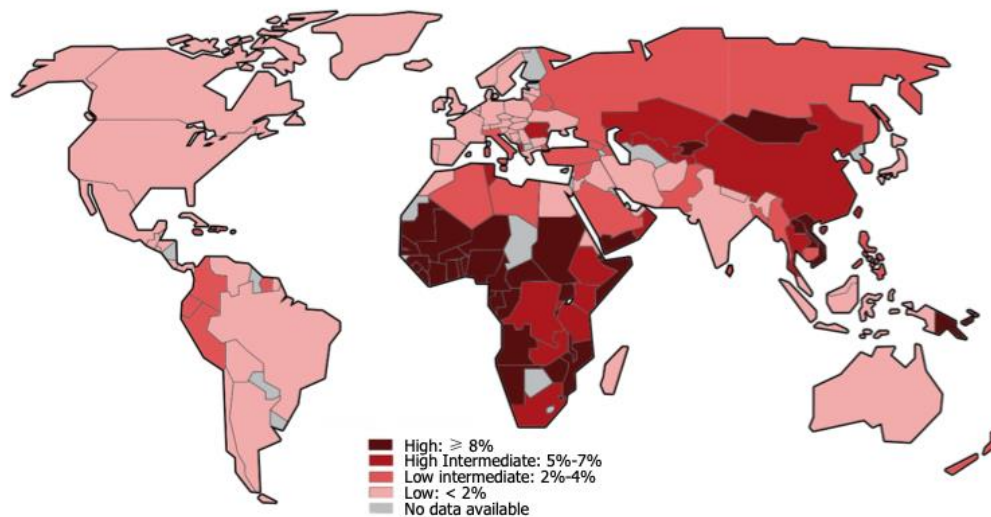 High: ≥ 8%
High Intermediate: 5%-7%
Low intermediate: 2%-4%
Low: < 2%
No data available